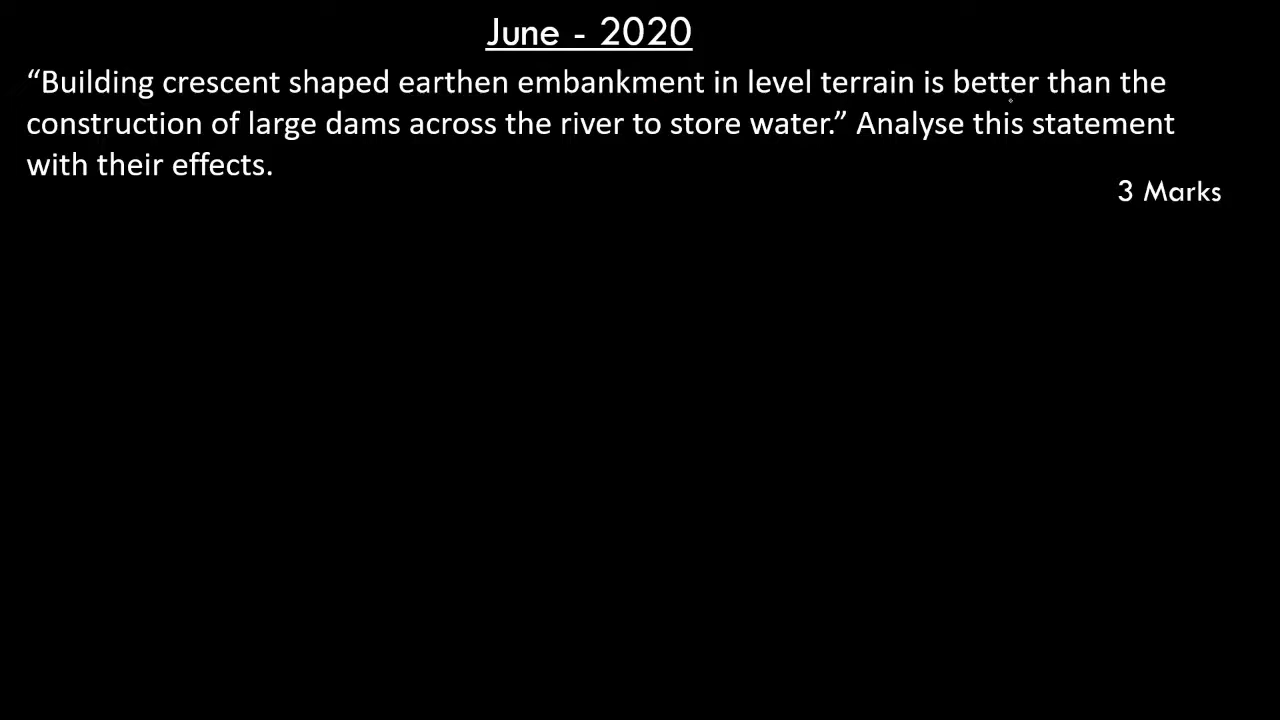 June - 2020
“Building crescent shaped earthen embankment in level terrain is better than the
construction of large dams across the river to store water.” Analyse this statement
with their effects.
3 Marks